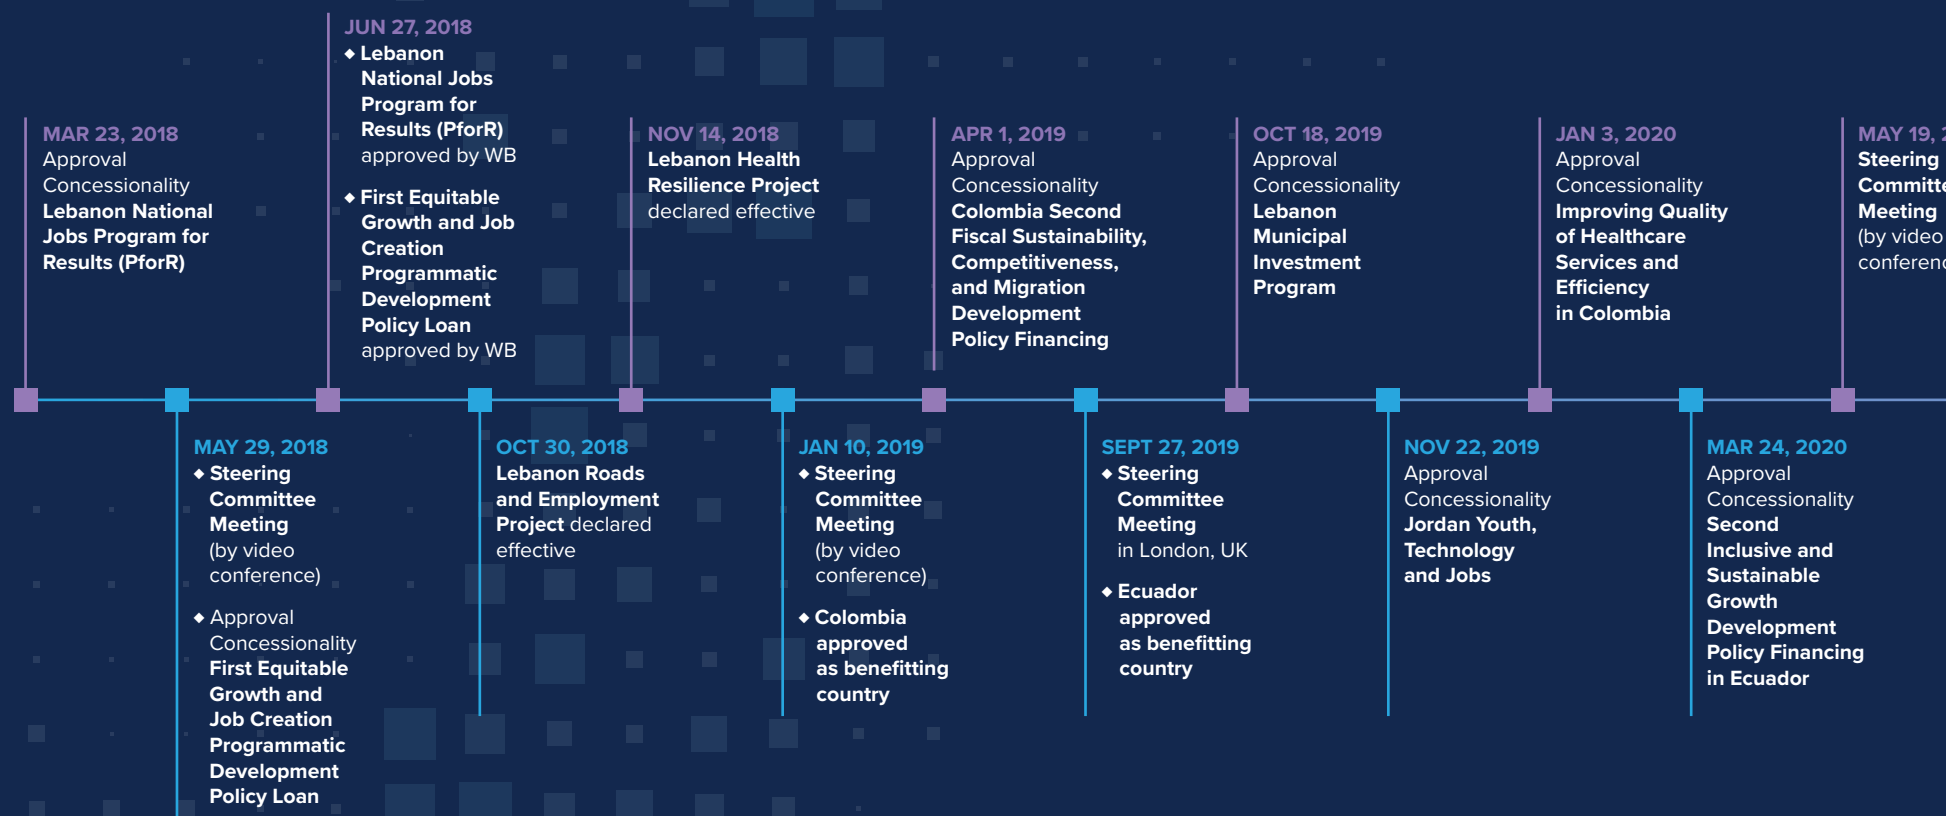 JUN 27, 2018
◆ Lebanon
National Jobs
Program for
Results (PforR)
approved by WB
◆ First Equitable
Growth and Job
Creation
Programmatic
Development
Policy Loan
approved by WB
MAR 23, 2018
Approval
Concessionality
Lebanon National
Jobs Program for
Results (PforR)
NOV 14, 2018
Lebanon Health
Resilience Project
declared effective
APR 1, 2019
Approval
Concessionality
Colombia Second
Fiscal Sustainability,
Competitiveness,
and Migration
Development
Policy Financing
OCT 18, 2019
Approval
Concessionality
Lebanon
Municipal
Investment
Program
JAN 3, 2020
Approval
Concessionality
Improving Quality
of Healthcare
Services and
Efficiency
in Colombia
MAY 19,
Steering
Meeting
(by video
MAY 29, 2018
◆ Steering
Committee
Meeting
(by video
conference)
◆ Approval
Concessionality
First Equitable
Growth and
Job Creation
Programmatic
Development
Policy Loan
OCT 30, 2018
Lebanon Roads
and Employment
Project declared
effective
JAN 10, 2019
◆ Steering
Committee
Meeting
(by video
conference)
◆ Colombia
approved
as benefitting
country
SEPT 27, 2019
◆ Steering
Committee
Meeting
in London, UK
◆ Ecuador
approved
as benefitting
country
NOV 22, 2019
Approval
Concessionality
Jordan Youth,
Technology
and Jobs
MAR 24, 2020
Approval
Concessionality
Second
Inclusive and
Sustainable
Growth
Development
Policy Financing
in Ecuador